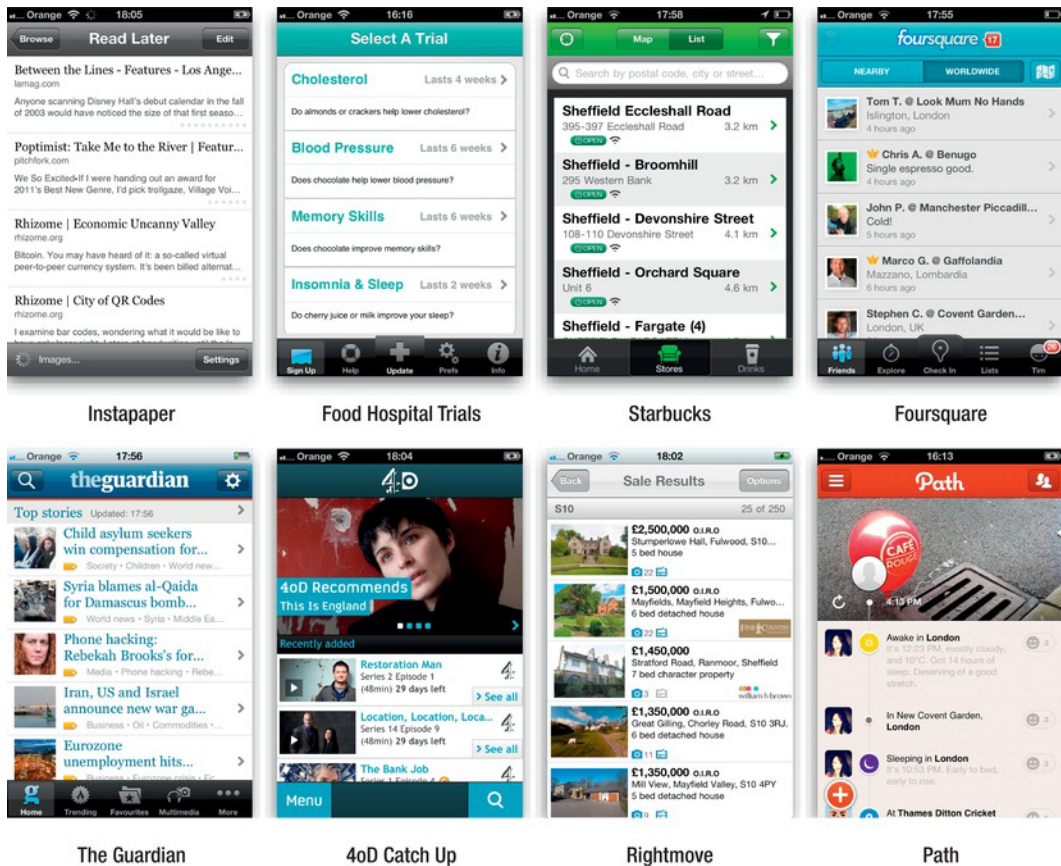 Orange 18:05
Browse Read Later Edit
Between the Lines - Features - Los Ange...
lamag.com
Anyone scanning Disney Hall's debut calendar in the fall
of 2003 would have noticed the size of that first seaso...
Poptimist: Take Me to the River | Featur...
pitchfork.com
We So Excited•If I were handing out an award for
2011's Best New Genre, I'd pick trollgaze, Village Voi...
Rhizome | Economic Uncanny Valley
rhizome.org
Bitcoin. You may have heard of it: a so-called virtual
peer-to-peer currency system. It's been billed alternat...
Rhizome | City of QR Codes
rhizome.org
I examine bar codes, wondering what it would be like to
Images... Settings
Instapaper
Orange 16:16
Select A Trial
Cholesterol Lasts 4 weeks
Do almonds or crackers help lower cholesterol?
Blood Pressure Lasts 6 weeks
Does chocolate help lower blood pressure?
Memory Skills Lasts 6 weeks
Does chocolate improve memory skills?
Insomnia & Sleep Lasts 2 weeks
Do cherry juice or milk improve your sleep?
Sign Up Help Update Prefs Info
Food Hospital Trials
Orange 17:58
Map List
Search by postal code, city or street...
Sheffield Eccleshall Road
395-397 Eccleshall Road 3.2 km
OPEN
Sheffield - Broomhill
295 Western Bank 3.2 km
OPEN
Sheffield - Devonshire Street
108-110 Devonshire Street 4.1 km
OPEN
Sheffield - Orchard Square
Unit 6 4.6 km
OPEN
Sheffield - Fargate (4)
Home Stores Drinks
Starbucks
Orange 17:55
foursquare 17
NEARBY WORLDWIDE
Tom T. @ Look Mum No Hands
Islington, London
4 hours ago
Chris A. @ Benugo
Single espresso good.
4 hours ago
John P. @ Manchester Piccadill...
Cold!
5 hours ago
Marco G. @ Gaffolandia
Mazzano, Lombardia
6 hours ago
Stephen C. @ Covent Garden...
London, UK
Friends Explore Check In Lists Tim
Foursquare
Orange 17:56
theguardian
Top stories Updated: 17:56
Child asylum seekers
win compensation for...
Society • Children • World new...
Syria blames al-Qaida
for Damascus bomb...
World news • Syria • Middle Ea...
Phone hacking:
Rebekah Brooks's for...
Media • Phone hacking • Rebe...
Iran, US and Israel
announce new war ga...
Business • Oil • Commodities •...
Eurozone
unemployment hits...
Business • Eurozone crisis • Ec...
Home Trending Favourites Multimedia More
The Guardian
Orange 18:04
4oD
4oD Recommends
This Is England
Recently added
Restoration Man
Series 2 Episode 1
(48min) 29 days left
> See all
Location, Location, Loca...
Series 14 Episode 9
(48min) 29 days left
> See all
The Bank Job
Series 1 Episode 4
Menu
4oD Catch Up
Orange 18:02
Back Sale Results Options
S10 25 of 250
£2,500,000 O.I.R.O
Stumperlowe Hall, Fulwood, S10...
5 bed house
22
£1,500,000 O.I.R.O
Mayfields, Mayfield Heights, Fulwo...
6 bed detached house
22 FINE & COUNTRY
£1,450,000
Stratford Road, Ranmoor, Sheffield
7 bed character property
3 william h brown
£1,350,000 O.I.R.O
Great Gilling, Chorley Road, S10 3RJ.
6 bed detached house
11
£1,350,000 O.I.R.O
Mill View, Mayfield Valley, S10 4PY
5 bed detached house
9
Rightmove
Orange 16:13
Path
CAFÉ
ROUGE
4:13 PM
Awake in London
It's 12:23 PM, mostly cloudy,
and 10°C. Got 14 hours of
sleep. Deserving of a good
stretch.
3
In New Covent Garden,
London
3
Sleeping in London
It's 10:53 PM. Early to bed,
early to rise.
3
At Thames Ditton Cricket
Path